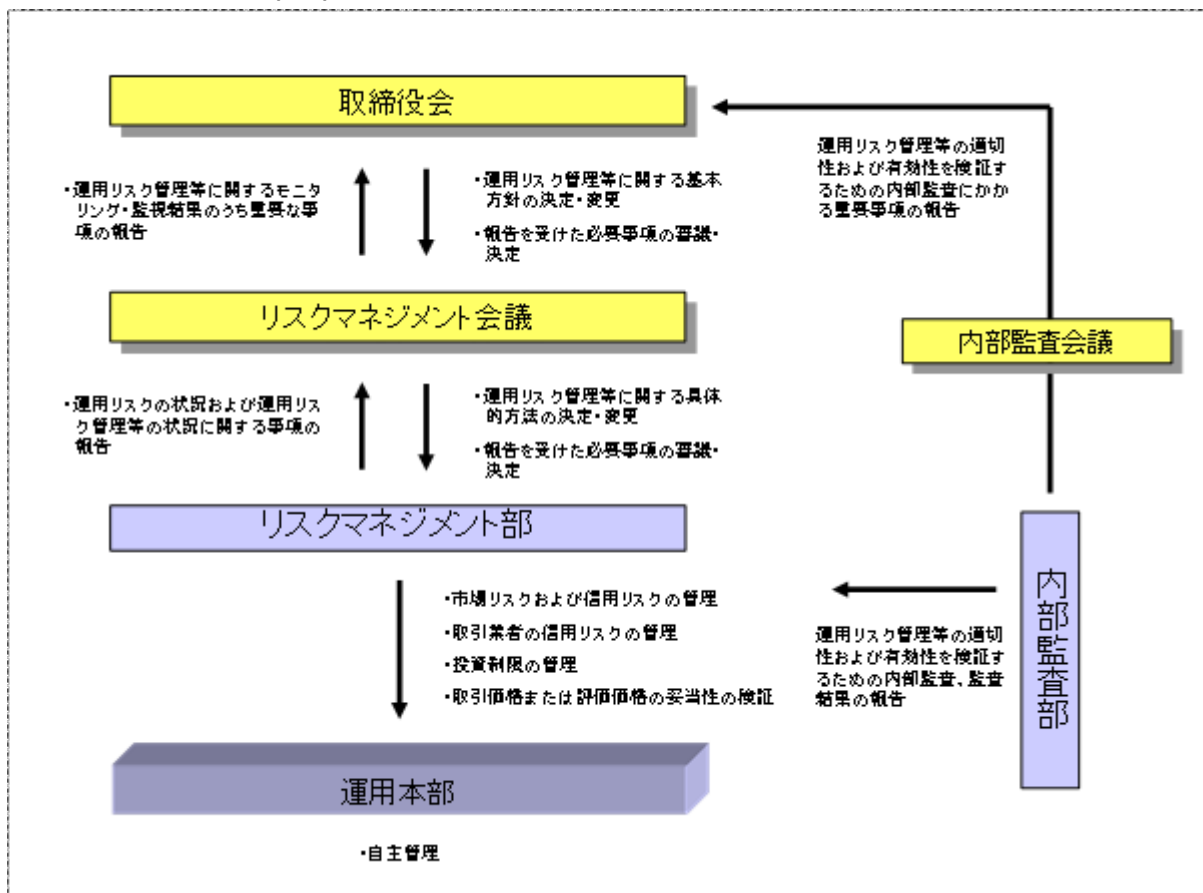 取締役会
・運用リスク管理等に関するモニタ
リング・監視結果のうち重要な事
項の報告
・運用リスク管理等に関する基本
方針の決定・変更
・報告を受けた必要事項の審議・
決定
運用リスク管理等の適切
性および有効性を検証す
るための内部監査にかか
る重要事項の報告
リスクマネジメント会議
内部監査会議
・運用リスクの状況および運用リス
ク管理等の状況に関する事項の
報告
・運用リスク管理等に関する具体
的方法の決定・変更
・報告を受けた必要事項の審議・
決定
リスクマネジメント部
内部監査部
・市場リスクおよび信用リスクの管理
・取引業者の信用リスクの管理
・投資制限の管理
・取引価格または評価価格の妥当性の検証
運用リスク管理等の適切
性および有効性を検証す
るための内部監査、監査
結果の報告
運用本部
・自主管理